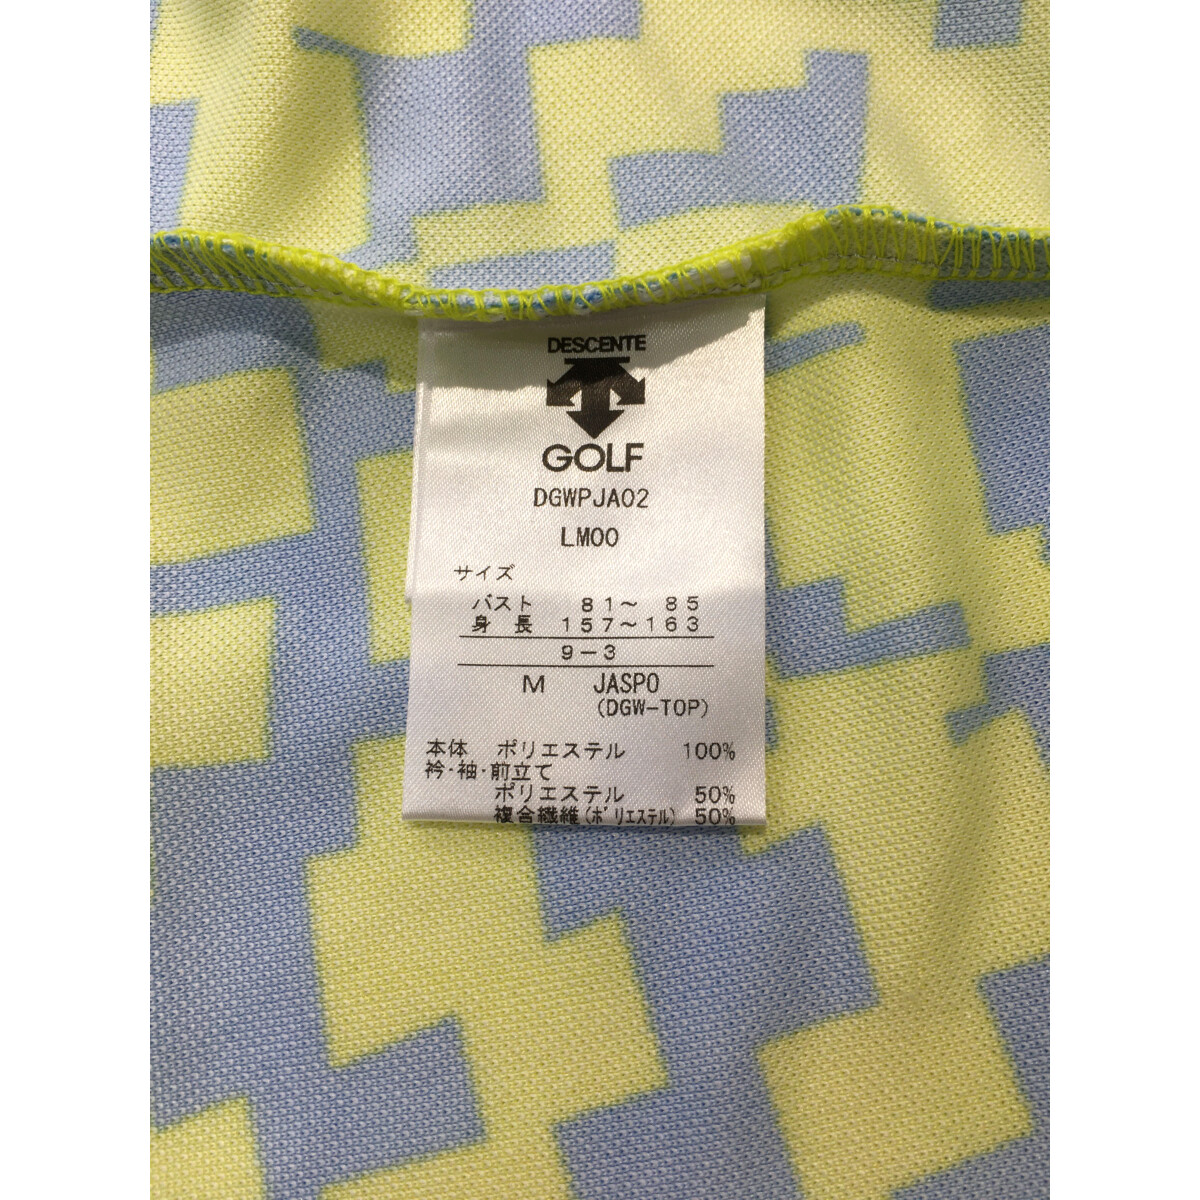 DESCENTE
GOLF
DGWPJA02
LM00
サイズ
バスト 81～ 85
身長 157～163
9-3
M JASPO
(DGW-TOP)
本体 ポリエステル 100%
衿・袖・前立て
ポリエステル 50%
複合繊維(ポリエステル) 50%